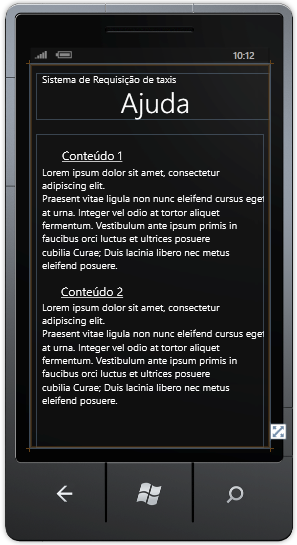 10:12
Sistema de Requisição de taxis
Ajuda
Conteúdo 1
Lorem ipsum dolor sit amet, consectetur
adipiscing elit.
Praesent vitae ligula non nunc eleifend cursus eget
at urna. Integer vel odio at tortor aliquet
fermentum. Vestibulum ante ipsum primis in
faucibus orci luctus et ultrices posuere
cubilia Curae; Duis lacinia libero nec metus
eleifend posuere.
Conteúdo 2
Lorem ipsum dolor sit amet, consectetur
adipiscing elit.
Praesent vitae ligula non nunc eleifend cursus eget
at urna. Integer vel odio at tortor aliquet
fermentum. Vestibulum ante ipsum primis in
faucibus orci luctus et ultrices posuere
cubilia Curae; Duis lacinia libero nec metus
eleifend posuere.